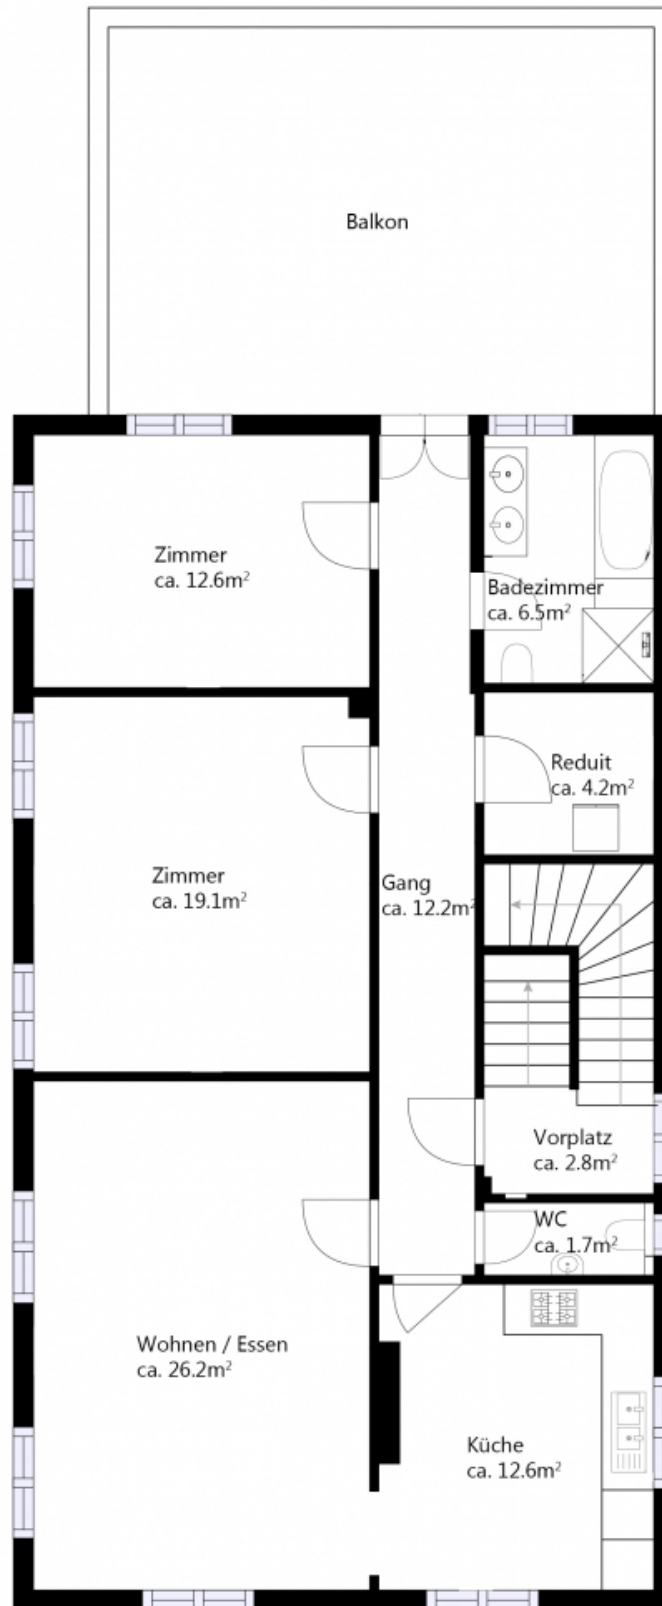 Balkon
Zimmer
ca. 12.6m²
Badezimmer
ca. 6.5m²
Reduit
ca. 4.2m²
Zimmer
ca. 19.1m²
Gang
ca. 12.2m²
Vorplatz
ca. 2.8m²
WC
ca. 1.7m²
Wohnen / Essen
ca. 26.2m²
Küche
ca. 12.6m²